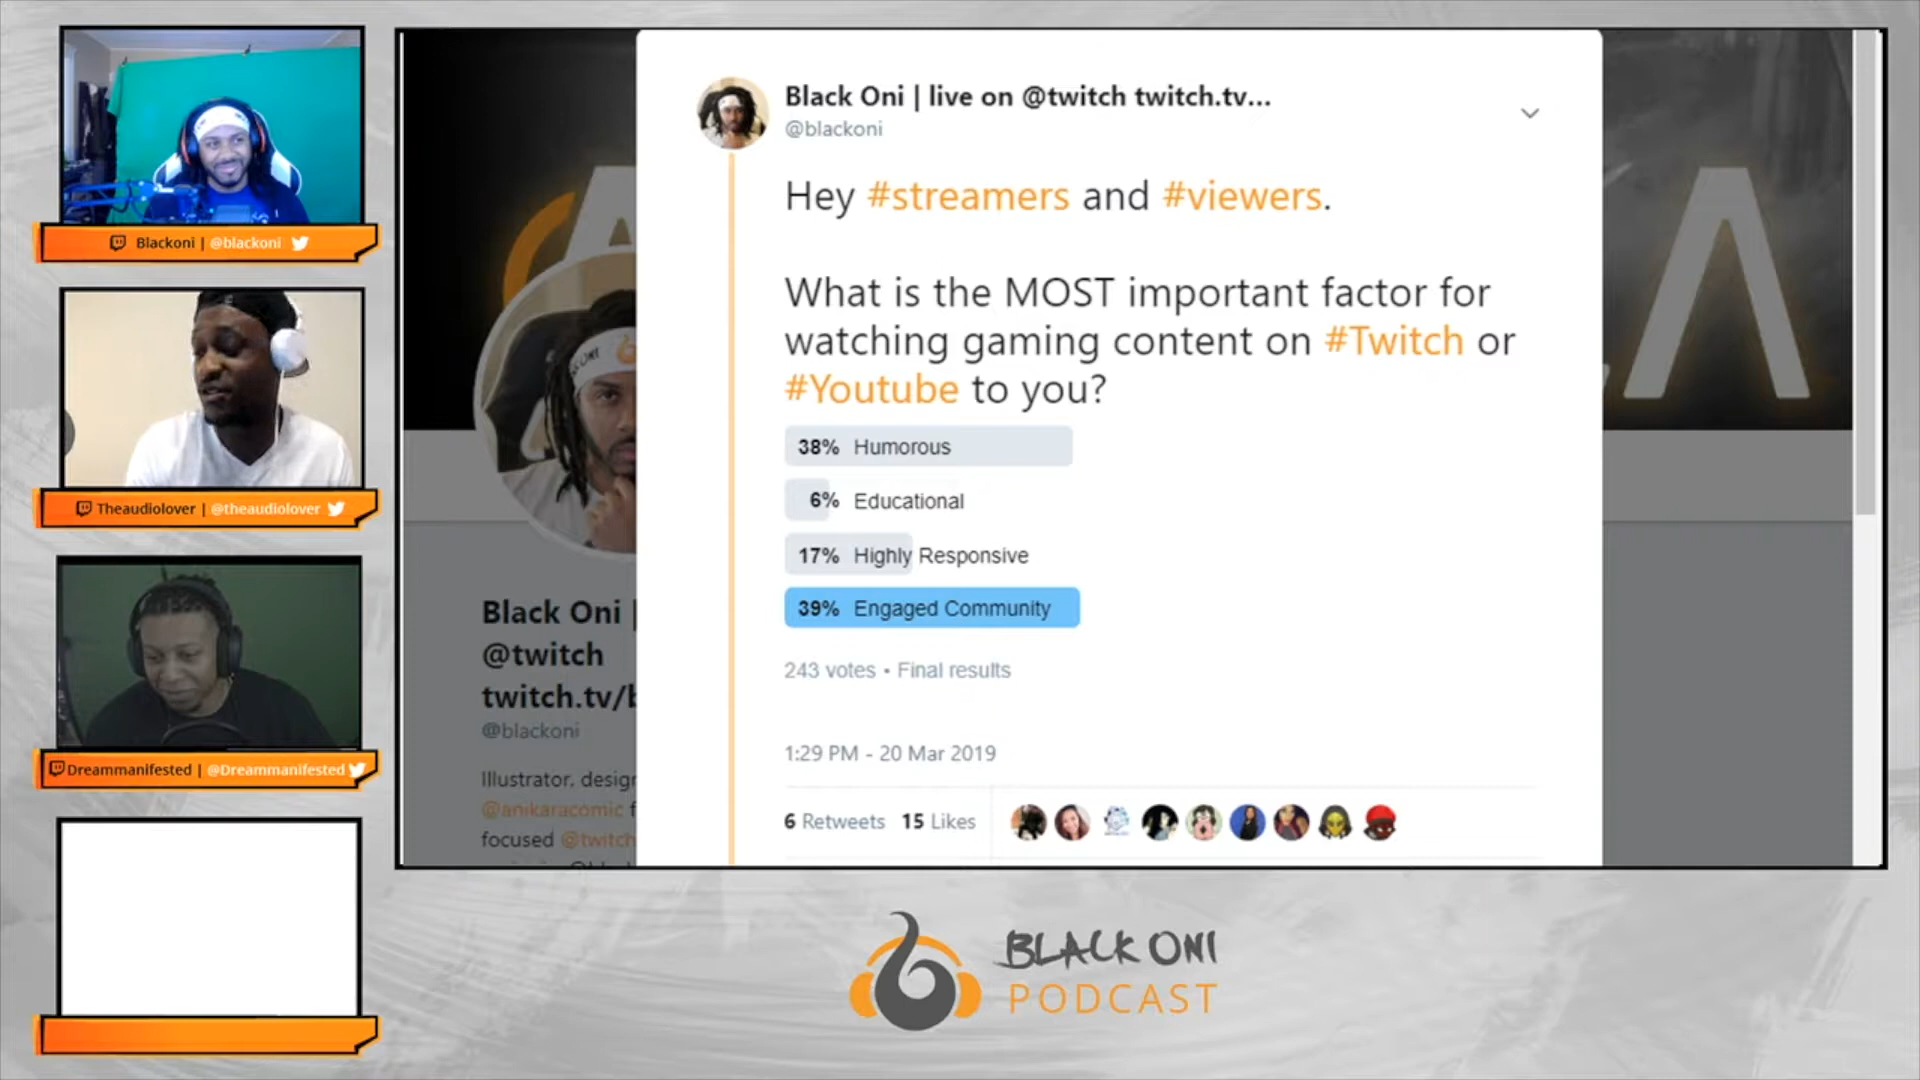 Blackoni | @blackoni
Theaudiolover | @theaudiolover
Dreammanifested | @Dreammanifested
Black Oni | live on @twitch twitch.tv...
@blackoni
Hey #streamers and #viewers.
What is the MOST important factor for
watching gaming content on #Twitch or
#Youtube to you?
38% Humorous
6% Educational
17% Highly Responsive
39% Engaged Community
243 votes • Final results
1:29 PM - 20 Mar 2019
6 Retweets 15 Likes
Black Oni |
@twitch
twitch.tv/b
@blackoni
Illustrator. design
@anikaracomic f
focused @twitch
BLACK ONI
PODCAST